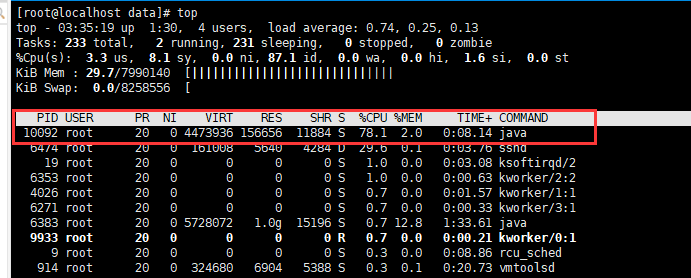 [root@localhost data]# top
top - 03:35:19 up  1:30,  4 users,  load average: 0.74, 0.25, 0.13
Tasks: 233 total,   2 running, 231 sleeping,   0 stopped,   0 zombie
%Cpu(s):  3.3 us,  8.1 sy,  0.0 ni, 87.1 id,  0.0 wa,  0.0 hi,  1.6 si,  0.0 st
KiB Mem : 29.7/7990140  [||||||||||||||||||||||||||||||
KiB Swap:  0.0/8258556  [
PID USER      PR  NI    VIRT    RES    SHR S  %CPU %MEM     TIME+ COMMAND
10092 root      20   0 4473936 156656  11884 S  78.1  2.0   0:08.14 java
6474 root      20   0  161008   5640   4284 D  29.6  0.1   0:03.76 sshd
19 root      20   0       0      0      0 S   1.0  0.0   0:03.08 ksoftirqd/2
6353 root      20   0       0      0      0 S   1.0  0.0   0:00.63 kworker/2:2
4026 root      20   0       0      0      0 S   0.7  0.0   0:01.57 kworker/1:1
6271 root      20   0       0      0      0 S   0.7  0.0   0:00.33 kworker/3:1
6383 root      20   0 5728072   1.0g  15196 S   0.7 12.8   1:33.61 java
9933 root      20   0       0      0      0 R   0.7  0.0   0:00.21 kworker/0:1
9 root      20   0       0      0      0 S   0.3  0.0   0:08.86 rcu_sched
914 root      20   0  324680   6904   5388 S   0.3  0.1   0:20.73 vmtoolsd